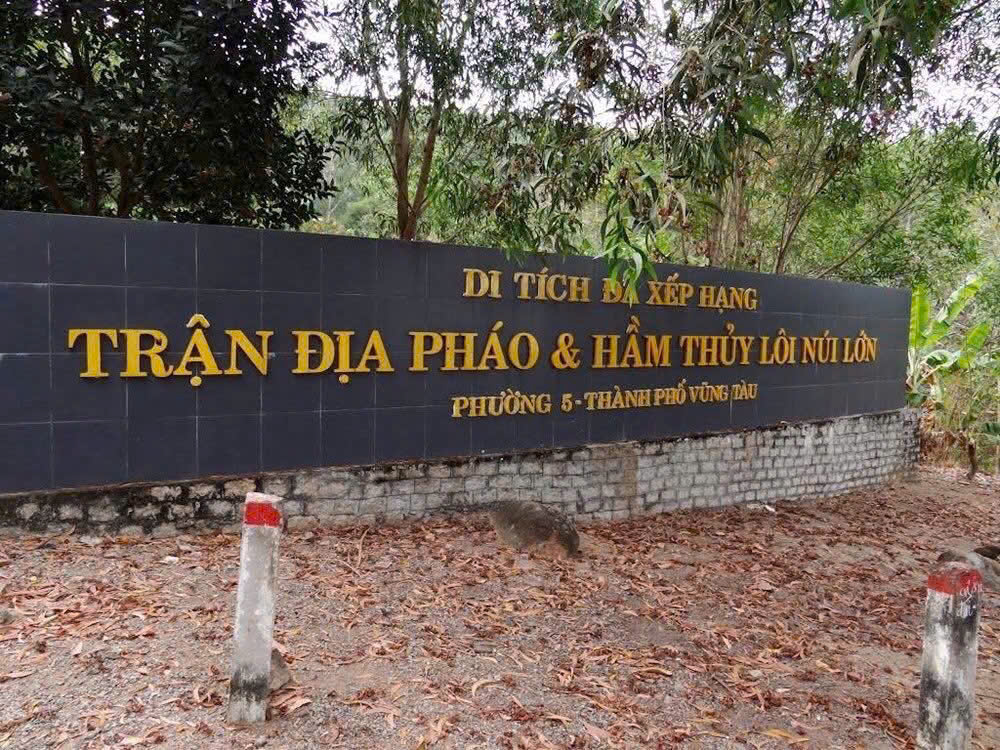 DI TÍCH ĐÃ XẾP HẠNG
TRẬN ĐỊA PHÁO & HẦM THỦY LÔI NÚI LỚN
PHƯỜNG 5 - THÀNH PHỐ VŨNG TÀU